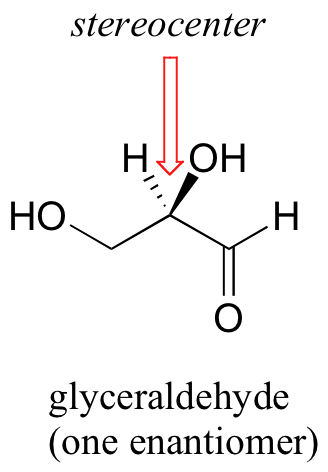 stereocenter
H OH
HO H
O
glyceraldehyde
(one enantiomer)